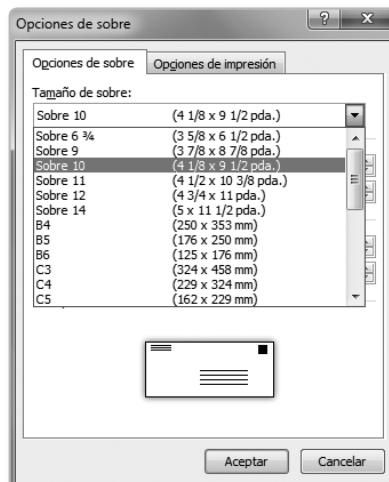 Opciones de sobre
Opciones de sobre Opciones de impresión
Tamaño de sobre:
Sobre 10 (4 1/8 x 9 1/2 pda.)
Sobre 6 ¾ (3 5/8 x 6 1/2 pda.)
Sobre 9 (3 7/8 x 8 7/8 pda.)
Sobre 10 (4 1/8 x 9 1/2 pda.)
Sobre 11 (4 1/2 x 10 3/8 pda.)
Sobre 12 (4 3/4 x 11 pda.)
Sobre 14 (5 x 11 1/2 pda.)
B4 (250 x 353 mm)
B5 (176 x 250 mm)
B6 (125 x 176 mm)
C3 (324 x 458 mm)
C4 (229 x 324 mm)
C5 (162 x 229 mm)
Aceptar Cancelar